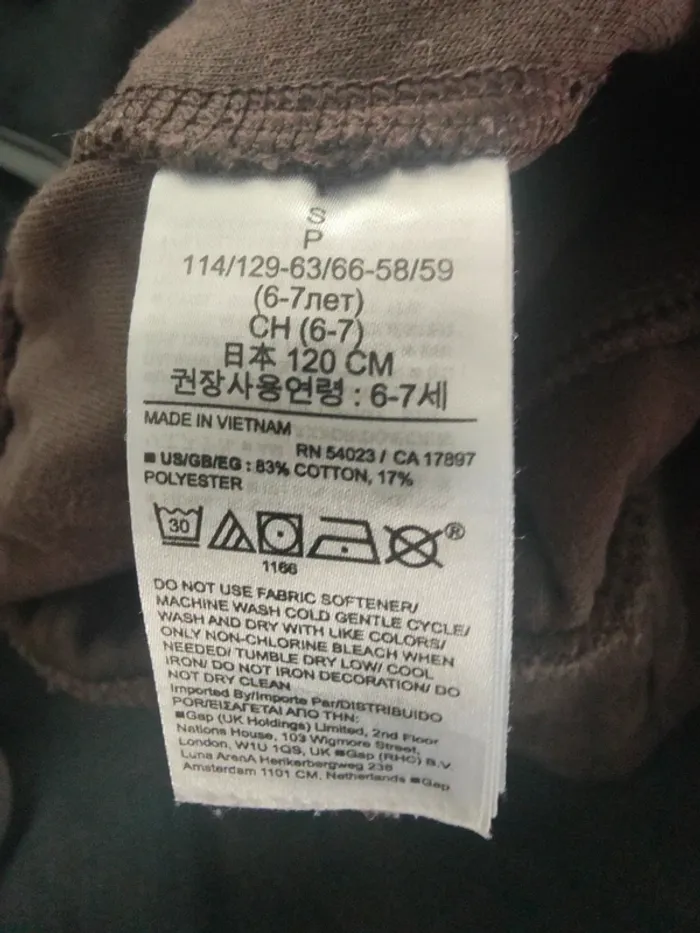 S
P
114/129-63/66-58/59
(6-7лет)
CH (6-7)
日本 120 CM
권장사용연령 : 6-7세
MADE IN VIETNAM
RN 54023 / CA 17897
■ US/GB/EG : 83% COTTON, 17%
POLYESTER
30
®
1166
DO NOT USE FABRIC SOFTENER/
MACHINE WASH COLD GENTLE CYCLE/
WASH AND DRY WITH LIKE COLORS/
ONLY NON-CHLORINE BLEACH WHEN
NEEDED/ TUMBLE DRY LOW/ COOL
IRON/ DO NOT IRON DECORATION/ DO
NOT DRY CLEAN
Imported By/Importe Par/DISTRIBUIDO
POR/ΕΙΣΑΓΕΤΑΙ ΑΠΟ ΤΗΝ:
■Gap (UK Holdings) Limited, 2nd Floor
Nations House, 103 Wigmore Street,
London, W1U 1QS, UK ■Gap (RHC) B.V.
Luna ArenA Herikerbergweg 238
Amsterdam 1101 CM, Netherlands ■Gap